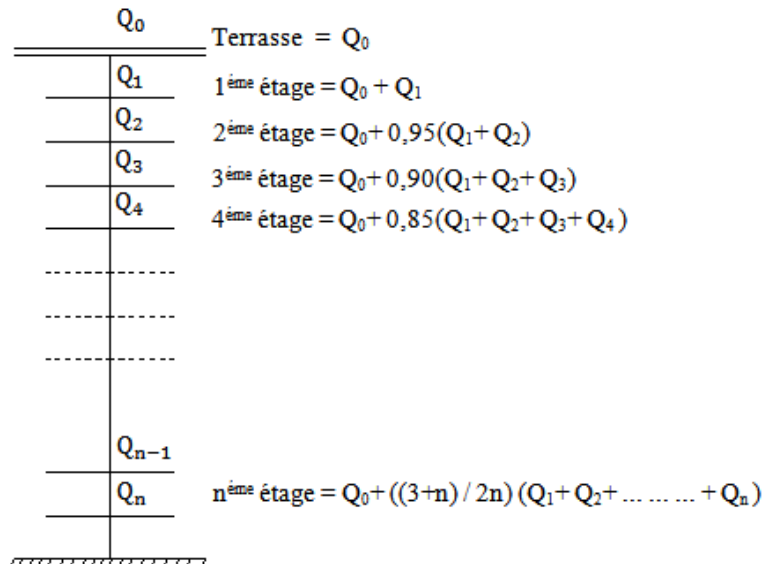 Q₀
Terrasse = Q₀
Q₁
1ème étage = Q₀ + Q₁
Q₂
2ème étage = Q₀+ 0,95(Q₁+ Q₂)
Q₃
3ème étage = Q₀+ 0,90(Q₁+ Q₂+ Q₃)
Q₄
4ème étage = Q₀+ 0,85(Q₁+ Q₂+ Q₃+ Q₄)
Qₙ₋₁
Qₙ
nème étage = Q₀+ ((3+n) / 2n) (Q₁+ Q₂+ ... ... ... + Qₙ)